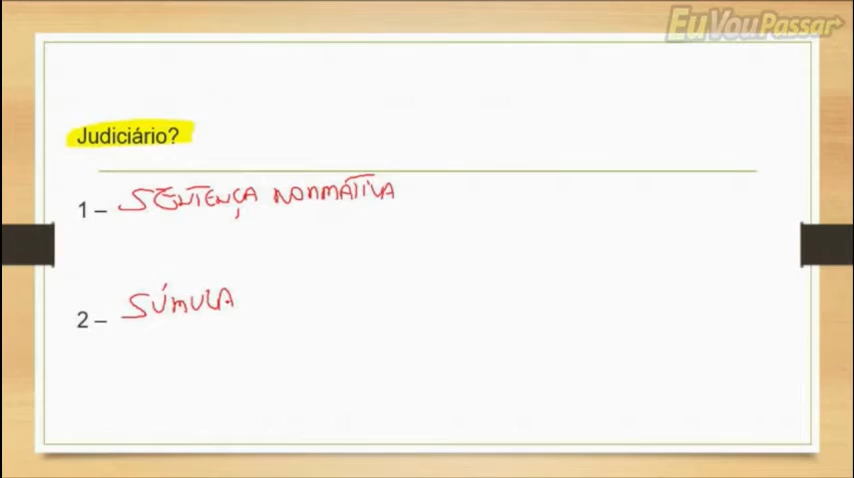 EuVouPassar
Judiciário?
1 – SENTENÇA NORMATIVA
2 – SÚMULA